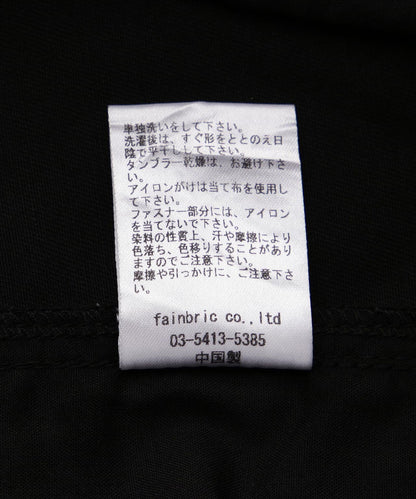 単独洗いをして下さい。
洗濯後は、すぐ形をととのえ日
陰で平干しして下さい。
タンブラー乾燥は、お避け下さ
い。
アイロンがけは当て布を使用し
て下さい。
ファスナー部分には、アイロン
を当てないで下さい。
染料の性質上、汗や摩擦により
色落ち、色移りすることがあり
ますのでご注意下さい。
摩擦や引っかけに、ご注意下さ
い。
fainbric co.,ltd
03-5413-5385
中国製